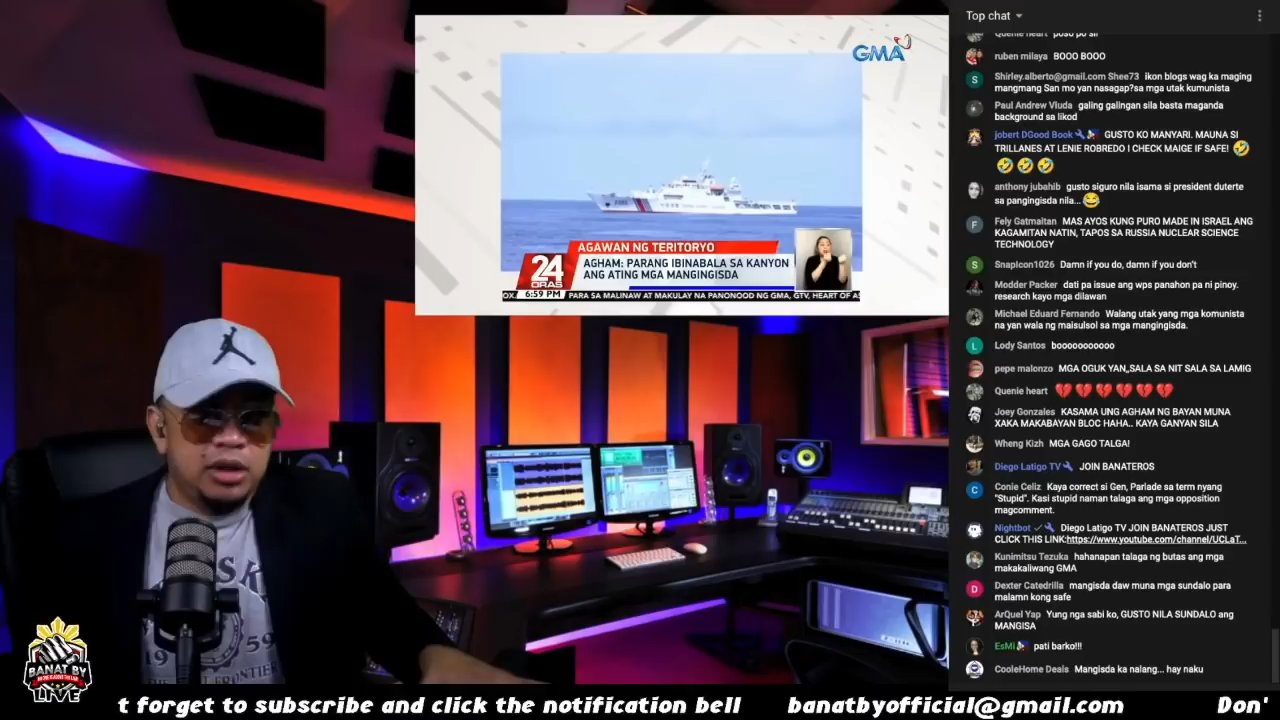 GMA
2305
AGAWAN NG TERITORYO
24
ORAS
6:59 PM
AGHAM: PARANG IBINABALA SA KANYON
ANG ATING MGA MANGINGISDA
OX. PARA SA MALINAW AT MAKULAY NA PANONOOD NG GMA, GTV, HEART OF AS
19 59
FRONTIER
BANAT BY
LIVE
t forget to subscribe and click the notification bell banatbyofficial@gmail.com Don'
Top chat
Quenie heart poso po sir
ruben milaya BOOO BOOO
S Shirley.alberto@gmail.com Shee73 ikon blogs wag ka maging
mangmang San mo yan nasagap?sa mga utak kumunista
Paul Andrew Vluda galing galingan sila basta maganda
background sa likod
jobert DGood Book GUSTO KO MANYARI. MAUNA SI
TRILLANES AT LENIE ROBREDO I CHECK MAIGE IF SAFE! 🤣
🤣🤣🤣
anthony jubahib gusto siguro nila isama si president duterte
sa pangingisda nila... 😂
F Fely Gatmaitan MAS AYOS KUNG PURO MADE IN ISRAEL ANG
KAGAMITAN NATIN, TAPOS SA RUSSIA NUCLEAR SCIENCE
TECHNOLOGY
S SnapIcon1026 Damn if you do, damn if you don't
Modder Packer dati pa issue ang wps panahon pa ni pinoy.
research kayo mga dilawan
Michael Eduard Fernando Walang utak yang mga komunista
na yan wala ng maisulsol sa mga mangingisda.
L Lody Santos booooooooooo
pepe malonzo MGA OGUK YAN,,SALA SA NIT SALA SA LAMIG
Quenie heart 💔💔💔💔💔💔
Joey Gonzales KASAMA UNG AGHAM NG BAYAN MUNA
XAKA MAKABAYAN BLOC HAHA.. KAYA GANYAN SILA
Wheng Kizh MGA GAGO TALGA!
Diego Latigo TV JOIN BANATEROS
C Conie Celiz Kaya correct si Gen, Parlade sa term nyang
"Stupid". Kasi stupid naman talaga ang mga opposition
magcomment.
Nightbot Diego Latigo TV JOIN BANATEROS JUST
CLICK THIS LINK:https://www.youtube.com/channel/UCLaT...
Kunimitsu Tezuka hahanapan talaga ng butas ang mga
makakaliwang GMA
D Dexter Catedrilla mangisda daw muna mga sundalo para
malamn kong safe
ArQuel Yap Yung nga sabi ko, GUSTO NILA SUNDALO ang
MANGISA
EsMi pati barko!!!
CooleHome Deals Mangisda ka nalang... hay naku